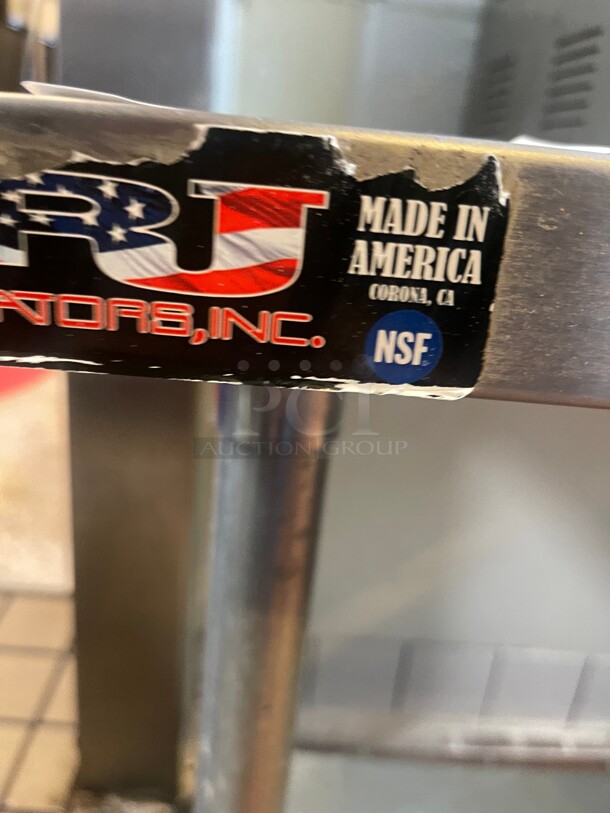 RJ
ATORS, INC.
MADE IN
AMERICA
CORONA, CA
NSF
PCI
AUCTION GROUP